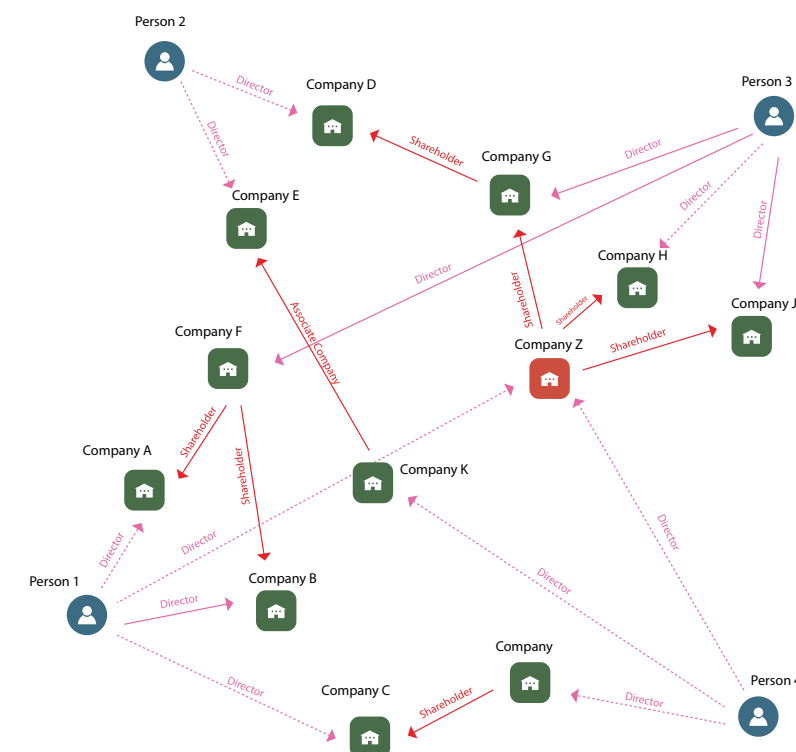 Person 2
Director
Company D
Person 3
Shareholder
Company G
Director
Director
Company E
Director
Director
Company H
Director
Associate Company
Shareholder
Shareholder
Company J
Company F
Company Z
Shareholder
Shareholder
Company A
Shareholder
Company K
Director
Director
Director
Director
Person 1
Company B
Director
Company
Director
Company C
Shareholder
Director
Person 4